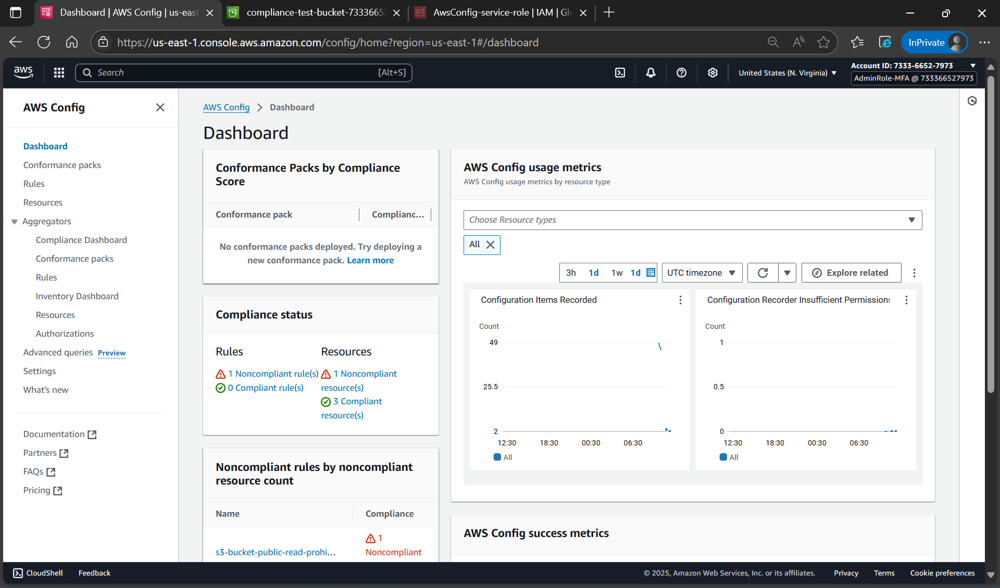 Dashboard | AWS Config | us-east
compliance-test-bucket-73336652
AwsConfig-service-role | IAM | Glo
https://us-east-1.console.aws.amazon.com/config/home?region=us-east-1#/dashboard
InPrivate
aws
Search
[Alt+S]
United States (N. Virginia)
Account ID: 7333-6652-7973
AdminRole-MFA @ 733366527973
AWS Config
Dashboard
Conformance packs
Rules
Resources
Aggregators
Compliance Dashboard
Conformance packs
Rules
Inventory Dashboard
Resources
Authorizations
Advanced queries Preview
Settings
What's new
Documentation
Partners
FAQs
Pricing
AWS Config > Dashboard
Dashboard
Conformance Packs by Compliance
Score
Conformance pack
Complianc...
No conformance packs deployed. Try deploying a
new conformance pack. Learn more
Compliance status
Rules
1 Noncompliant rule(s)
0 Compliant rule(s)
Resources
1 Noncompliant
resource(s)
3 Compliant
resource(s)
Noncompliant rules by noncompliant
resource count
Name
Compliance
s3-bucket-public-read-prohi...
1
Noncompliant
AWS Config usage metrics
AWS Config usage metrics by resource type
Choose Resource types
All
3h
1d
1w
1d
UTC timezone
Explore related
Configuration Items Recorded
Count
49
25.5
2
12:30
18:30
00:30
06:30
All
Configuration Recorder Insufficient Permissions
Count
1
0.5
0
12:30
18:30
00:30
06:30
All
AWS Config success metrics
CloudShell
Feedback
© 2025, Amazon Web Services, Inc. or its affiliates.
Privacy
Terms
Cookie preferences